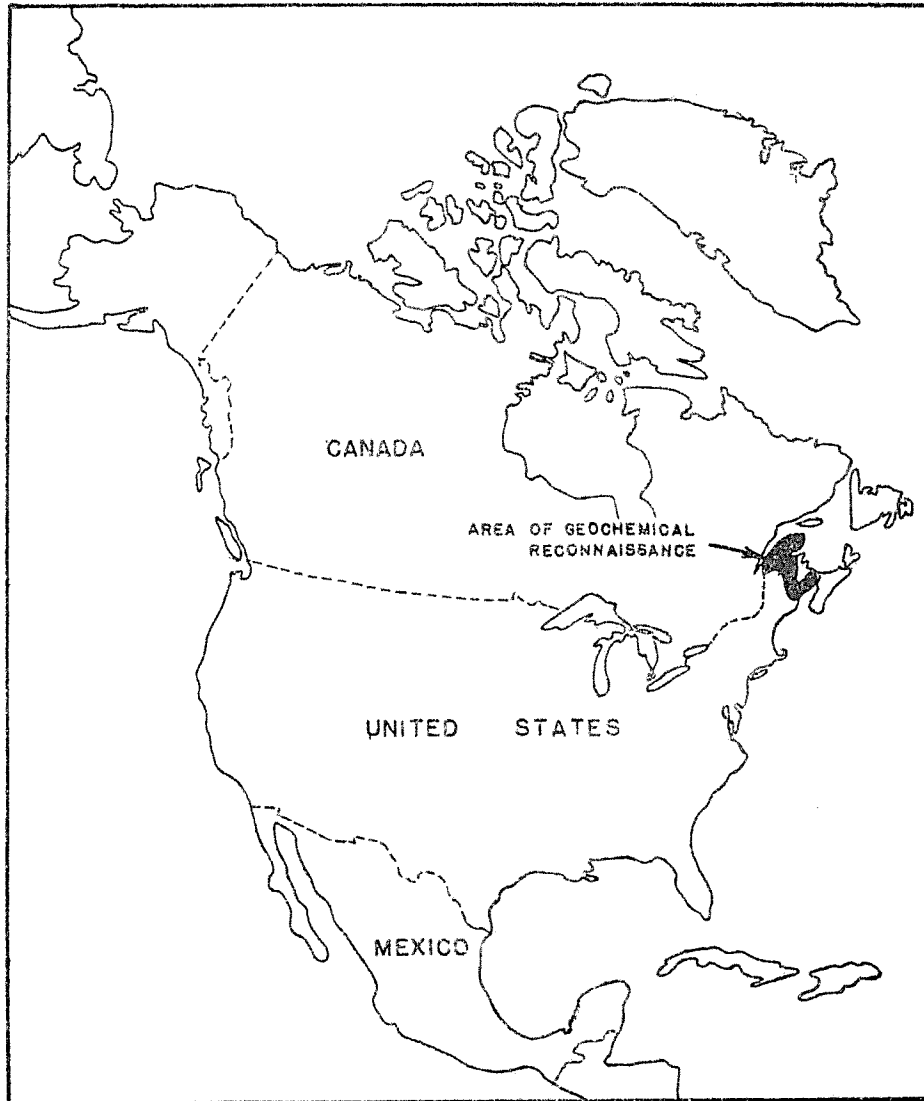 CANADA
AREA OF GEOCHEMICAL
RECONNAISSANCE
UNITED STATES
MEXICO